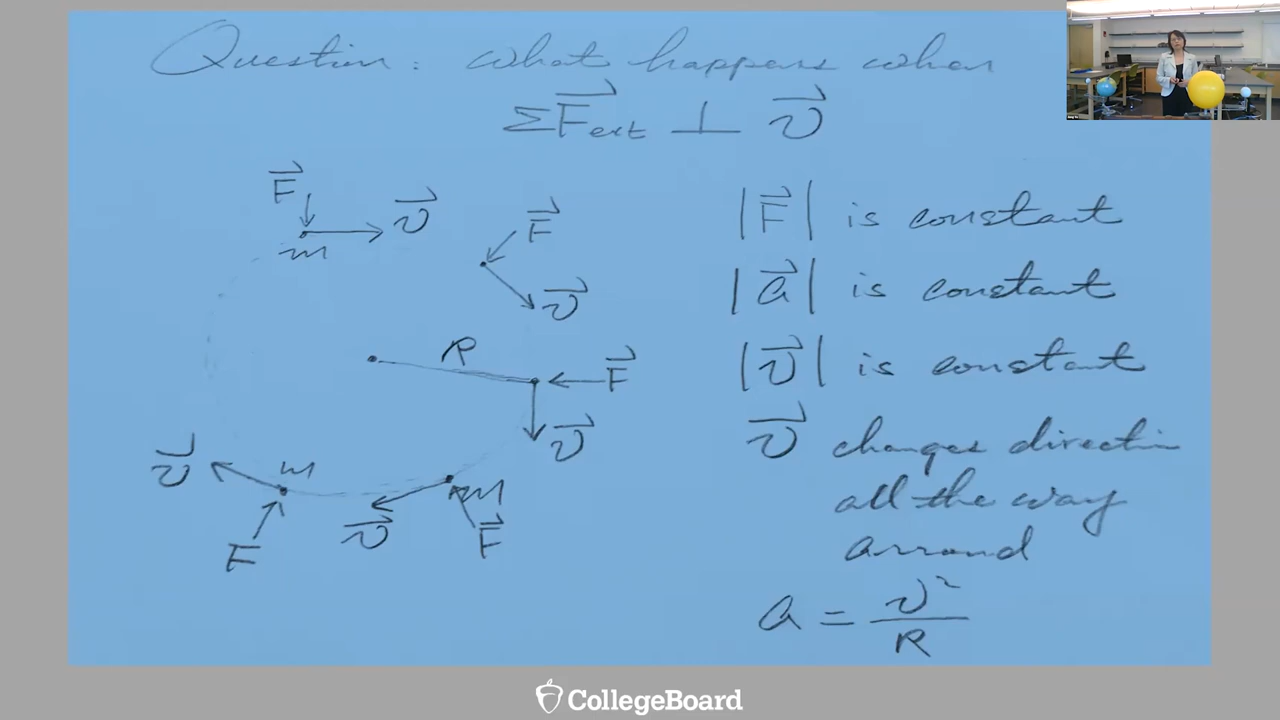 Question: what happens when
ΣF⃗ext ⊥ v⃗
F⃗
v⃗
m
F⃗
v⃗
R
F⃗
v⃗
v⃗
m
F
v⃗
m
F⃗
|F⃗| is constant
|a⃗| is constant
|v⃗| is constant
v⃗ changes direction
all the way
arround
a = v²/R
CollegeBoard